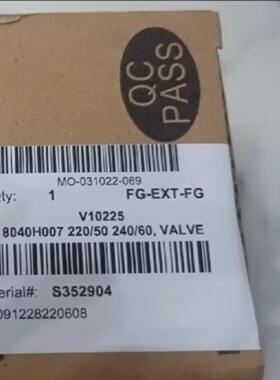 QC
PASS
MO-031022-069
ty: 1 FG-EXT-FG
V10225
8040H007 220/50 240/60, VALVE
erial#: S352904
091228220608